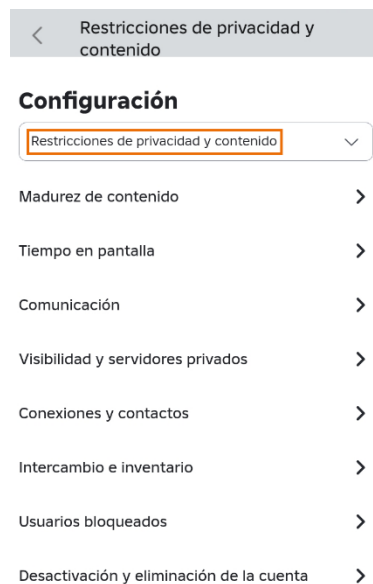 Restricciones de privacidad y
contenido
Configuración
Restricciones de privacidad y contenido
Madurez de contenido
Tiempo en pantalla
Comunicación
Visibilidad y servidores privados
Conexiones y contactos
Intercambio e inventario
Usuarios bloqueados
Desactivación y eliminación de la cuenta